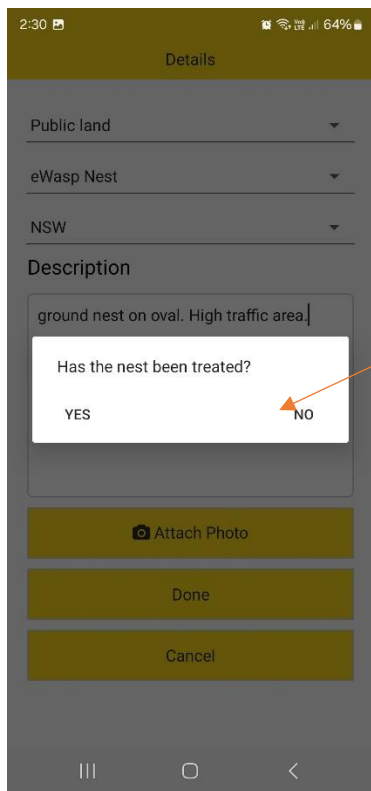 2:30 64%
Details
Public land
eWasp Nest
NSW
Description
ground nest on oval. High traffic area.
Has the nest been treated?
YES NO
Attach Photo
Done
Cancel